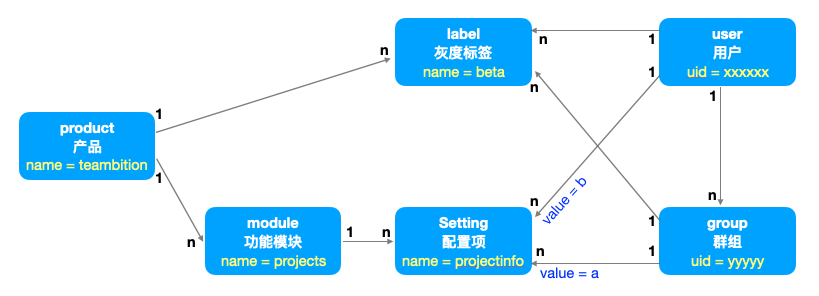 label
灰度标签
name = beta
user
用户
uid = xxxxxx
product
产品
name = teambition
module
功能模块
name = projects
Setting
配置项
name = projectinfo
group
群组
uid = yyyyy
1
n
1
n
n
1
n
1
1
n
1
n
n
1
n
1
value = b
value = a